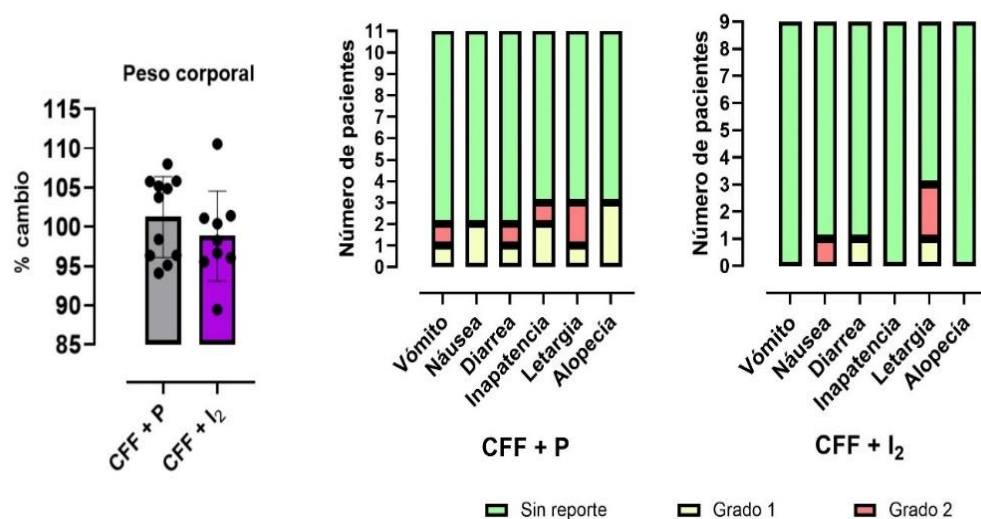 Peso corporal
% cambio
115
110
105
100
95
90
85
CFF + P
CFF + I₂
Número de pacientes
11
10
9
8
7
6
5
4
3
2
1
0
Vómito
Náusea
Diarrea
Inapatencia
Letargia
Alopecía
CFF + P
Número de pacientes
9
8
7
6
5
4
3
2
1
0
Vómito
Náusea
Diarrea
Inapatencia
Letargia
Alopecía
CFF + I₂
Sin reporte
Grado 1
Grado 2